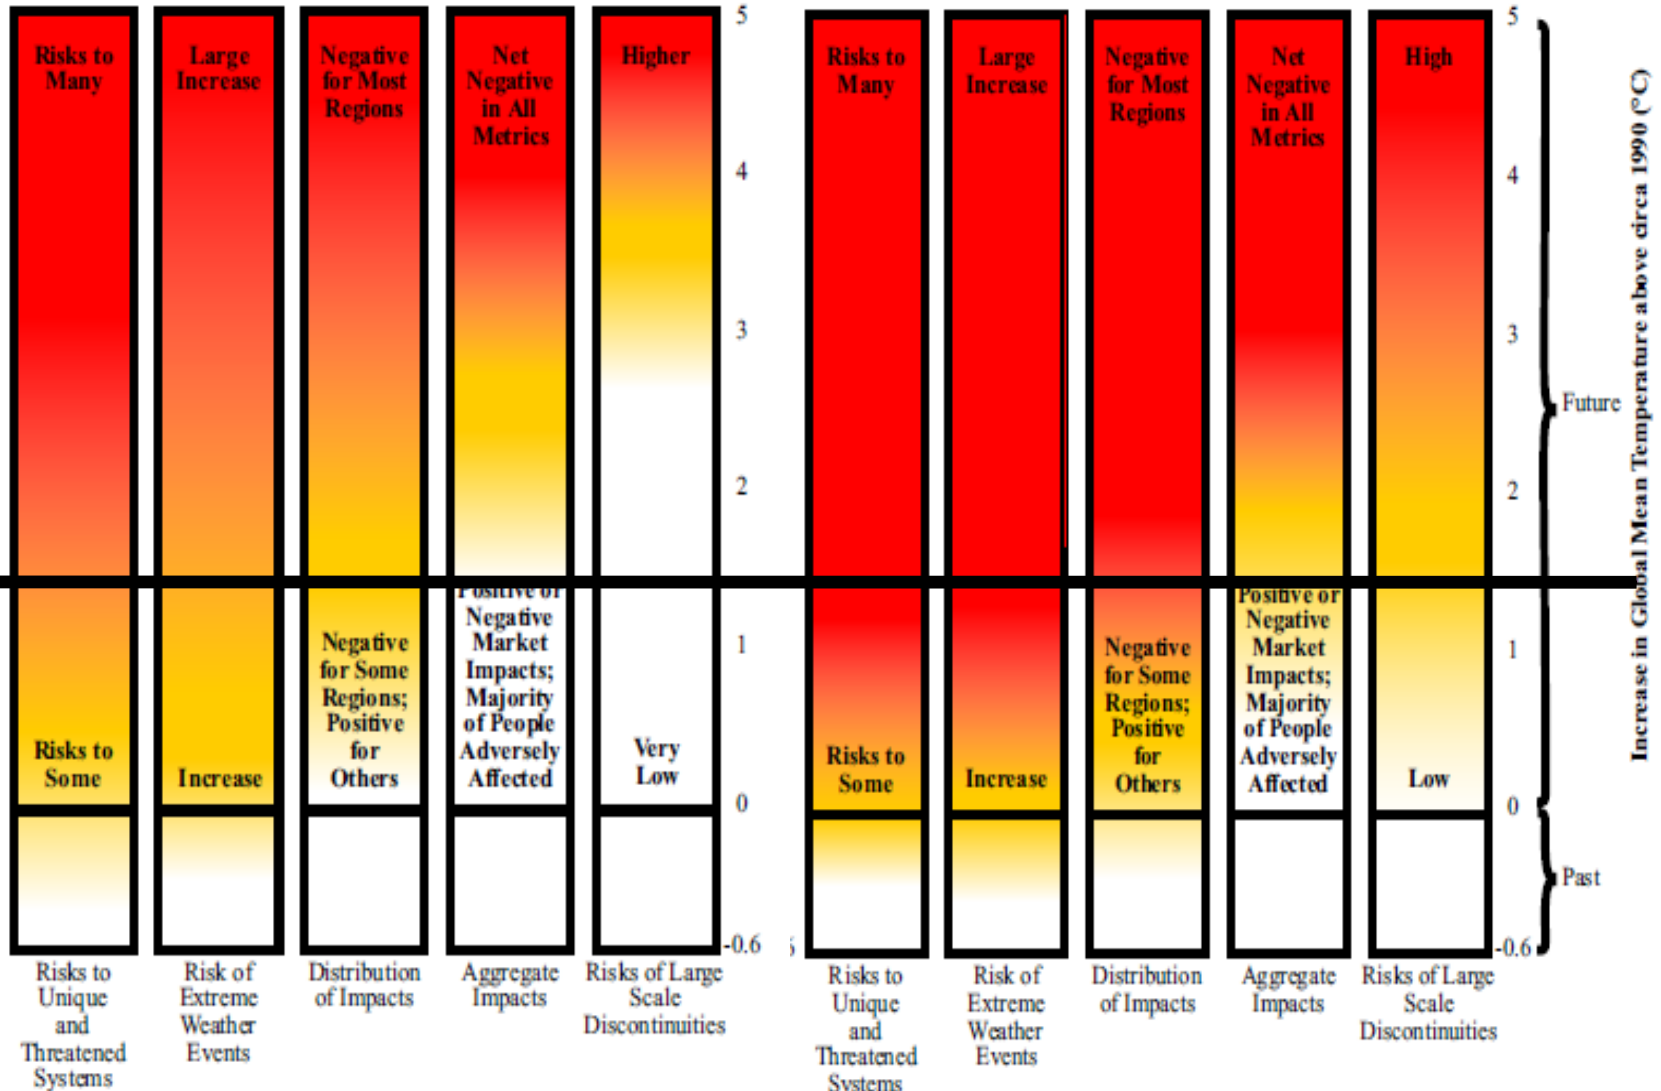 Risks to
Many
Large
Increase
Negative
for Most
Regions
Net
Negative
in All
Metrics
Higher
5
4
3
2
1
0
-0.6
Risks to
Some
Increase
Negative
for Some
Regions;
Positive
for
Others
Positive or
Negative
Market
Impacts;
Majority
of People
Adversely
Affected
Very
Low
Risks to
Unique
and
Threatened
Systems
Risk of
Extreme
Weather
Events
Distribution
of Impacts
Aggregate
Impacts
Risks of Large
Scale
Discontinuities
Risks to
Many
Large
Increase
Negative
for Most
Regions
Net
Negative
in All
Metrics
High
5
4
3
2
1
0
-0.6
Risks to
Some
Increase
Negative
for Some
Regions;
Positive
for
Others
Positive or
Negative
Market
Impacts;
Majority
of People
Adversely
Affected
Low
Risks to
Unique
and
Threatened
Systems
Risk of
Extreme
Weather
Events
Distribution
of Impacts
Aggregate
Impacts
Risks of Large
Scale
Discontinuities
Future
Past
Increase in Global Mean Temperature above circa 1990 (°C)